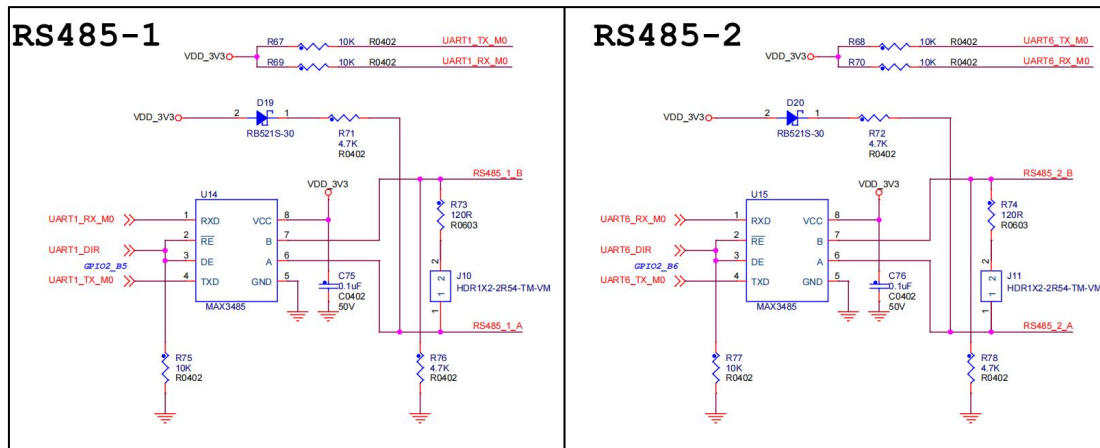 RS485-1
R67 10K R0402 UART1_TX_M0
VDD_3V3
R69 10K R0402 UART1_RX_M0
D19
VDD_3V3 2 1
RB521S-30
R71
4.7K
R0402
RS485_1_B
VDD_3V3
U14
R73
120R
R0603
UART1_RX_M0 1 RXD VCC 8
UART1_DIR 2 RE B 7
GPIO2_B5 3 DE A 6
UART1_TX_M0 4 TXD GND 5
MAX3485
C75
0.1uF
C0402
50V
2 J10
2
1 HDR1X2-2R54-TM-VM
1
RS485_1_A
R75
10K
R0402
R76
4.7K
R0402
RS485-2
R68 10K R0402 UART6_TX_M0
VDD_3V3
R70 10K R0402 UART6_RX_M0
D20
VDD_3V3 2 1
RB521S-30
R72
4.7K
R0402
RS485_2_B
VDD_3V3
U15
R74
120R
R0603
UART6_RX_M0 1 RXD VCC 8
UART6_DIR 2 RE B 7
GPIO2_B6 3 DE A 6
UART6_TX_M0 4 TXD GND 5
MAX3485
C76
0.1uF
C0402
50V
2 J11
2
1 HDR1X2-2R54-TM-VM
1
RS485_2_A
R77
10K
R0402
R78
4.7K
R0402